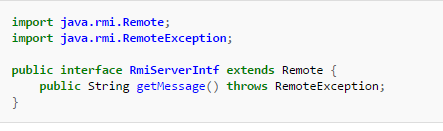 import java.rmi.Remote;
import java.rmi.RemoteException;

public interface RmiServerIntf extends Remote {
    public String getMessage() throws RemoteException;
}